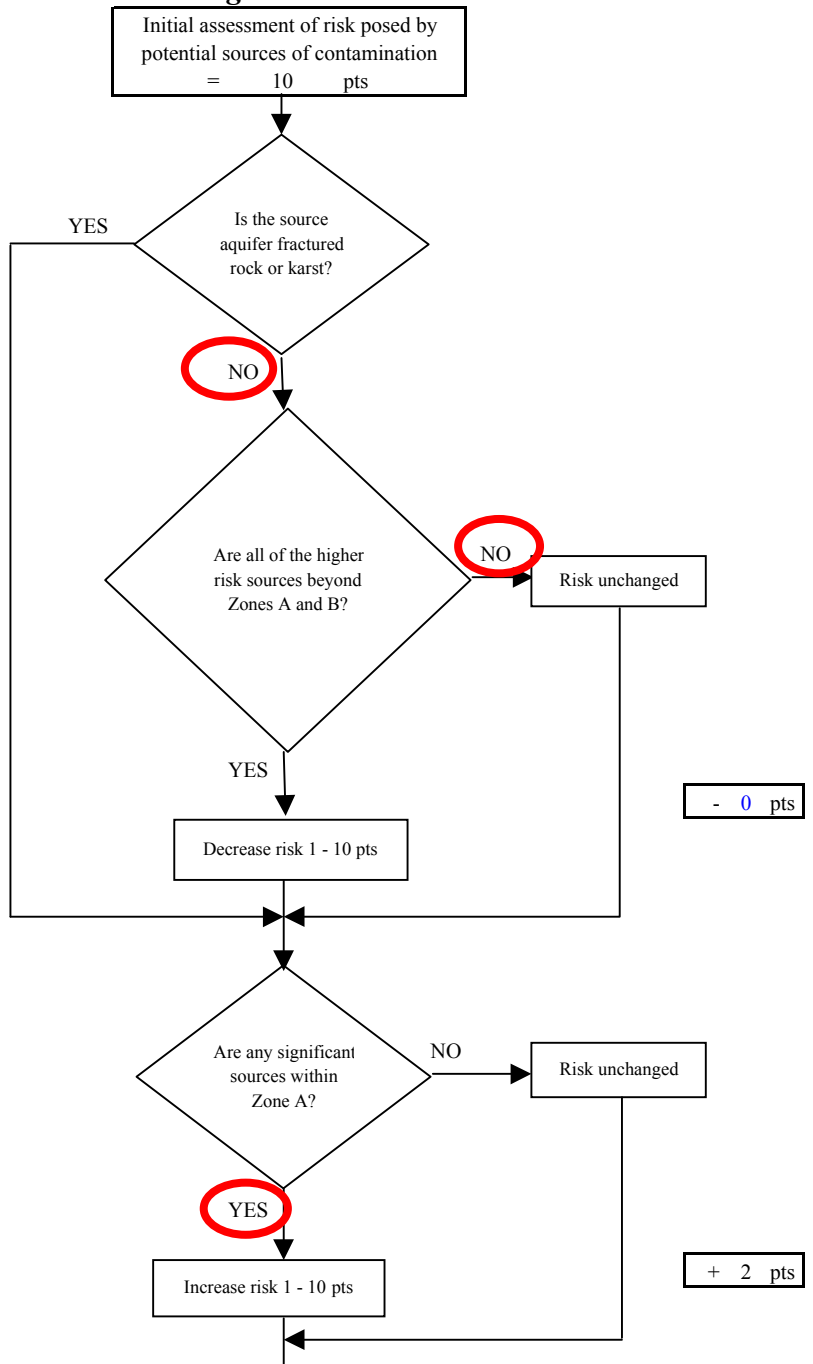 Initial assessment of risk posed by
potential sources of contamination
= 10 pts
YES
Is the source
aquifer fractured
rock or karst?
NO
Are all of the higher
risk sources beyond
Zones A and B?
NO
Risk unchanged
YES
- 0 pts
Decrease risk 1 - 10 pts
Are any significant
sources within
Zone A?
NO
Risk unchanged
YES
+ 2 pts
Increase risk 1 - 10 pts